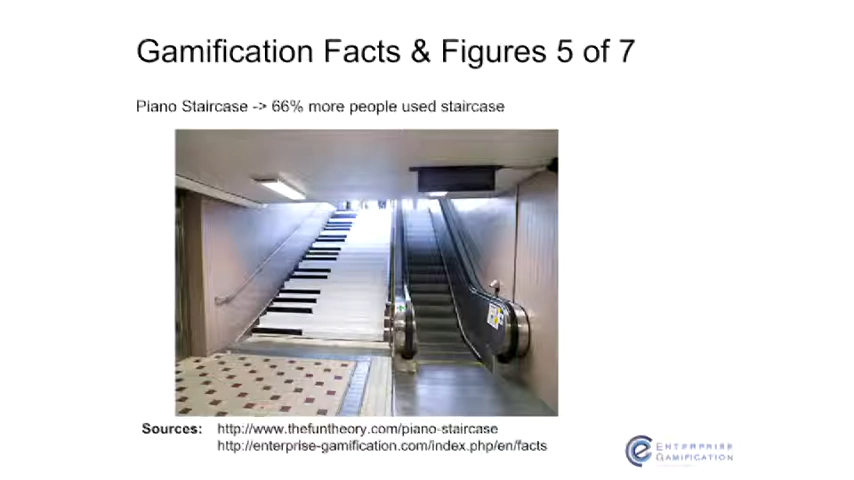 Gamification Facts & Figures 5 of 7
Piano Staircase -> 66% more people used staircase
Sources: http://www.thefuntheory.com/piano-staircase
http://enterprise-gamification.com/index.php/en/facts
ENTERPRISE
GAMIFICATION